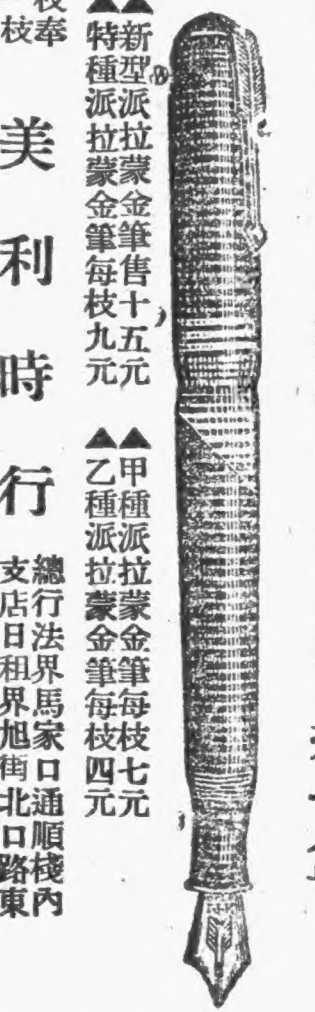 ▲新型派拉蒙金筆售十五元
▲特種派拉蒙金筆每枝九元
▲甲種派拉蒙金筆每枝七元
▲乙種派拉蒙金筆每枝四元
枝奉
枝
美利時行
總行法界馬家口通順棧內
支店日租界旭街北口路東